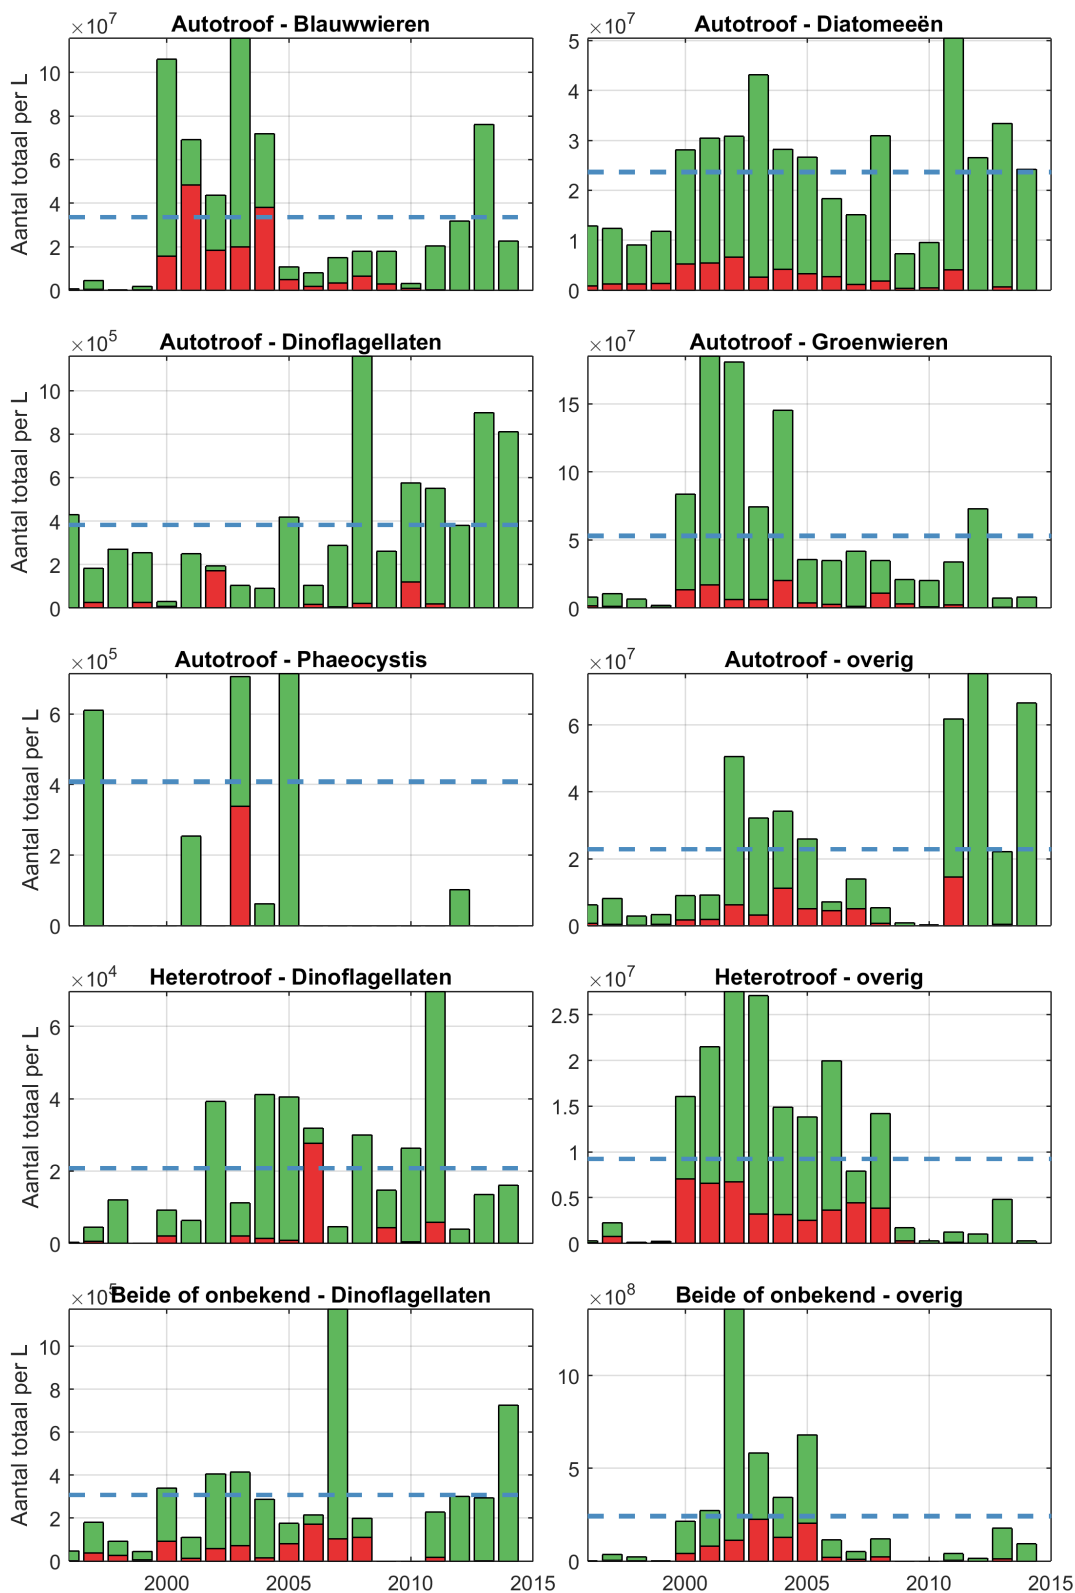 ×10⁷ Autotroof - Blauwwieren
Aantal totaal per L
10
8
6
4
2
0
×10⁷ Autotroof - Diatomeeën
5
4
3
2
1
0
×10⁵ Autotroof - Dinoflagellaten
Aantal totaal per L
10
8
6
4
2
0
×10⁷ Autotroof - Groenwieren
15
10
5
0
×10⁵ Autotroof - Phaeocystis
Aantal totaal per L
6
4
2
0
×10⁷ Autotroof - overig
6
4
2
0
×10⁴ Heterotroof - Dinoflagellaten
Aantal totaal per L
6
4
2
0
×10⁷ Heterotroof - overig
2.5
2
1.5
1
0.5
0
×10⁵ Beide of onbekend - Dinoflagellaten
Aantal totaal per L
10
8
6
4
2
0
2000 2005 2010 2015
×10⁸ Beide of onbekend - overig
10
5
0
2000 2005 2010 2015